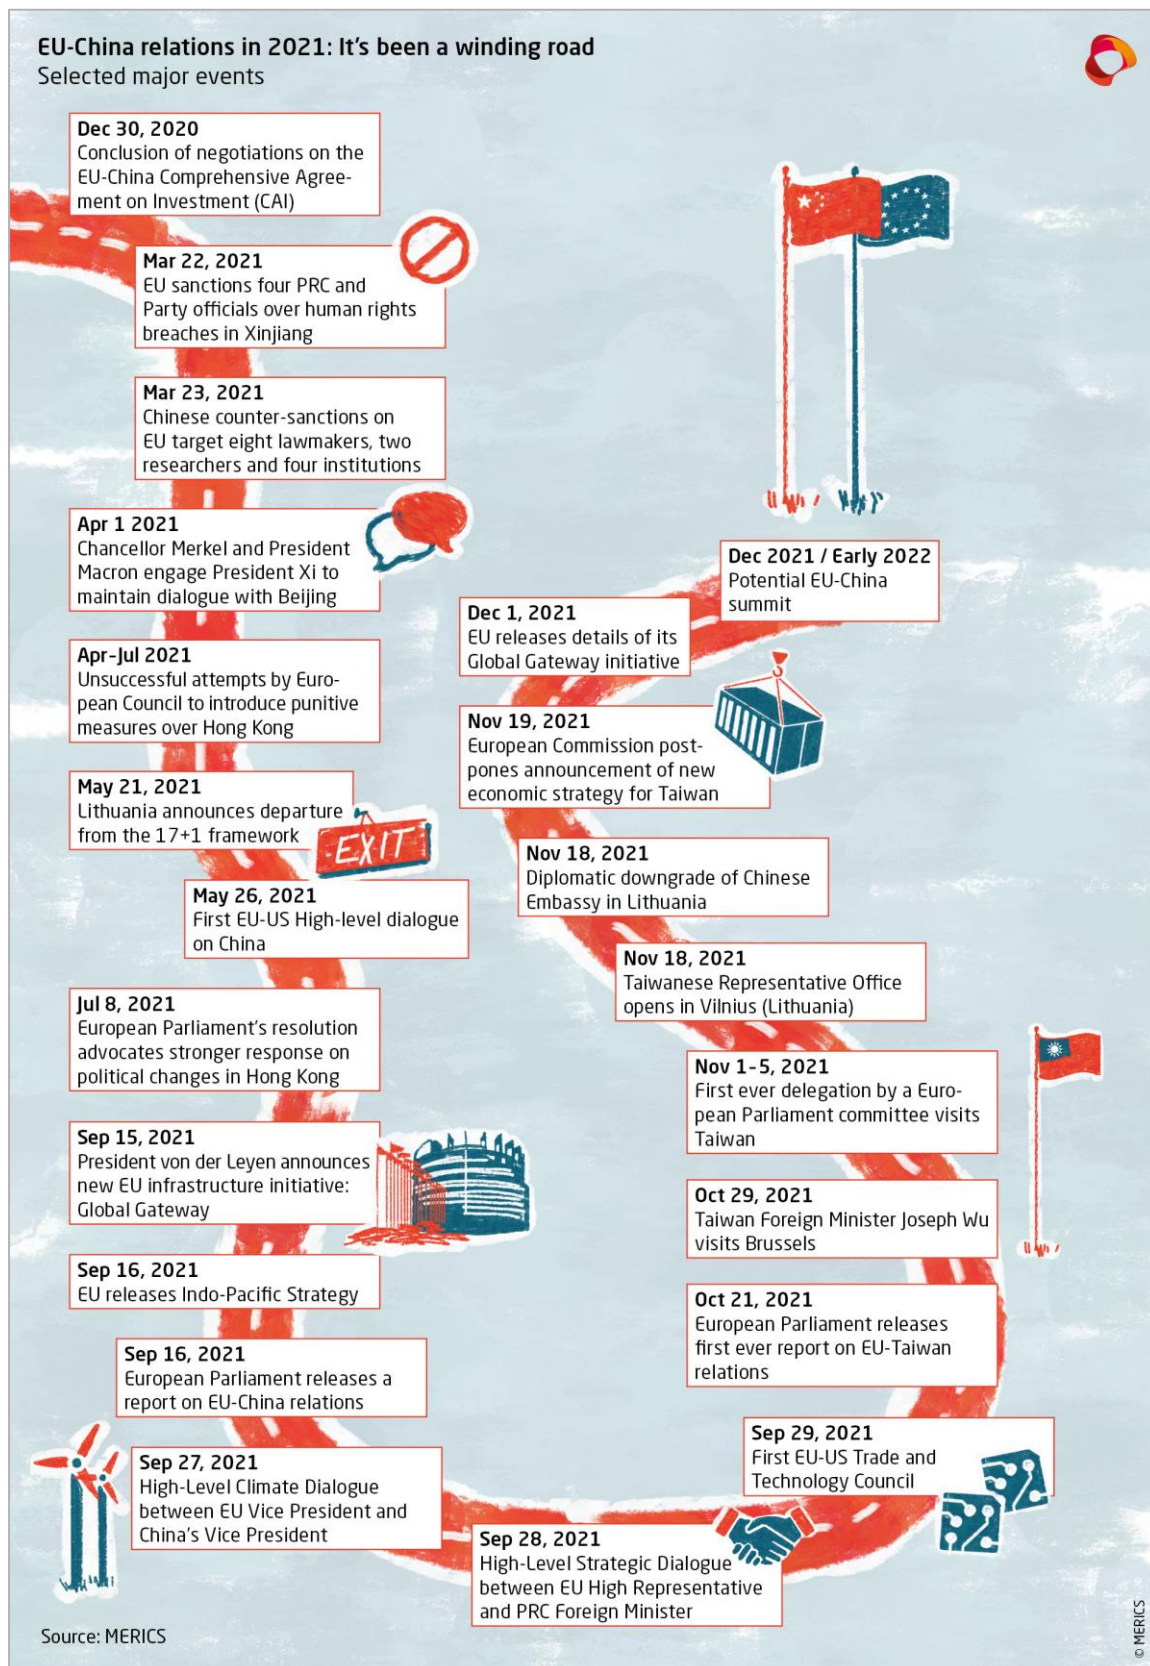 EU-China relations in 2021: It's been a winding road
Selected major events
Dec 30, 2020
Conclusion of negotiations on the
EU-China Comprehensive Agree-
ment on Investment (CAI)
Mar 22, 2021
EU sanctions four PRC and
Party officials over human rights
breaches in Xinjiang
Mar 23, 2021
Chinese counter-sanctions on
EU target eight lawmakers, two
researchers and four institutions
Apr 1 2021
Chancellor Merkel and President
Macron engage President Xi to
maintain dialogue with Beijing
Apr-Jul 2021
Unsuccessful attempts by Euro-
pean Council to introduce punitive
measures over Hong Kong
May 21, 2021
Lithuania announces departure
from the 17+1 framework
EXIT
May 26, 2021
First EU-US High-level dialogue
on China
Jul 8, 2021
European Parliament's resolution
advocates stronger response on
political changes in Hong Kong
Sep 15, 2021
President von der Leyen announces
new EU infrastructure initiative:
Global Gateway
Sep 16, 2021
EU releases Indo-Pacific Strategy
Sep 16, 2021
European Parliament releases a
report on EU-China relations
Sep 27, 2021
High-Level Climate Dialogue
between EU Vice President and
China's Vice President
Sep 28, 2021
High-Level Strategic Dialogue
between EU High Representative
and PRC Foreign Minister
Sep 29, 2021
First EU-US Trade and
Technology Council
Oct 21, 2021
European Parliament releases
first ever report on EU-Taiwan
relations
Oct 29, 2021
Taiwan Foreign Minister Joseph Wu
visits Brussels
Nov 1-5, 2021
First ever delegation by a Euro-
pean Parliament committee visits
Taiwan
Nov 18, 2021
Taiwanese Representative Office
opens in Vilnius (Lithuania)
Nov 18, 2021
Diplomatic downgrade of Chinese
Embassy in Lithuania
Nov 19, 2021
European Commission post-
pones announcement of new
economic strategy for Taiwan
Dec 1, 2021
EU releases details of its
Global Gateway initiative
Dec 2021 / Early 2022
Potential EU-China
summit
Source: MERICS
© MERICS